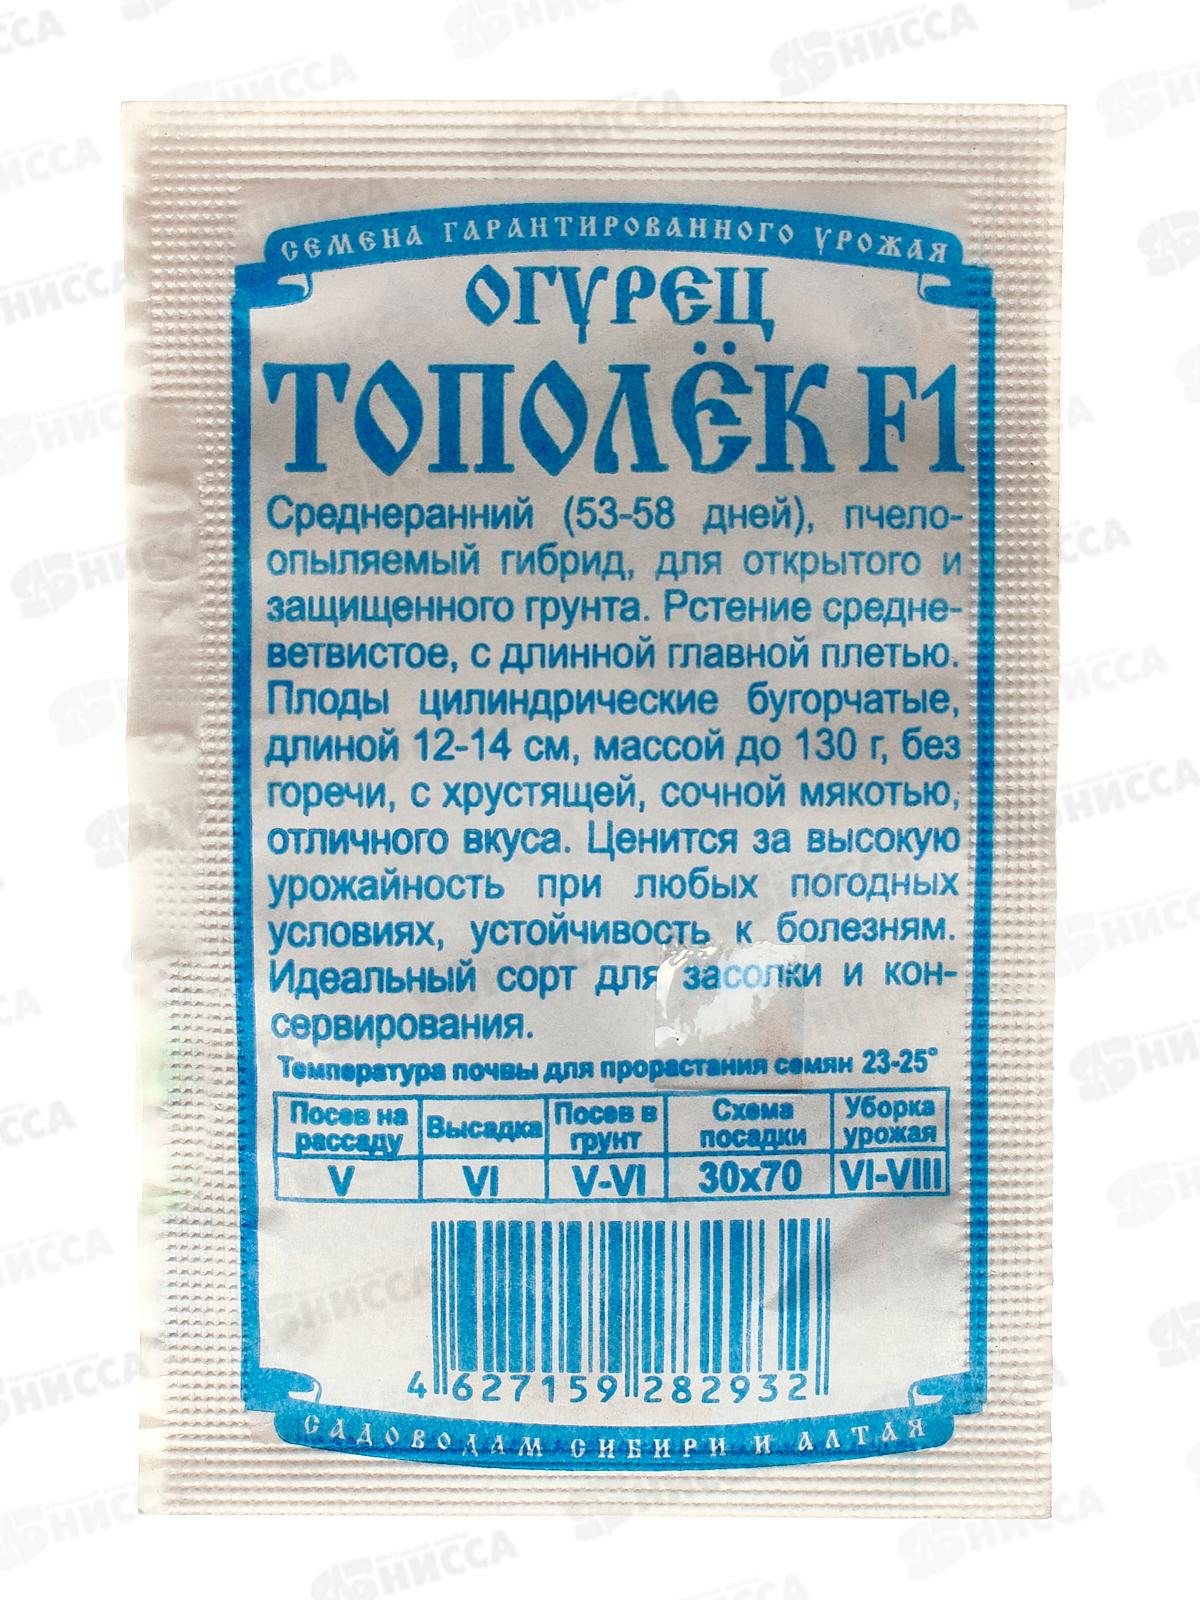 СЕМЕНА ГАРАНТИРОВАННОГО УРОЖАЯ
ОГУРЕЦ
ТОПОЛЁК F1
Среднеранний (53-58 дней), пчело-
опыляемый гибрид, для открытого и
защищенного грунта. Рстение средне-
ветвистое, с длинной главной плетью.
Плоды цилиндрические бугорчатые,
длиной 12-14 см, массой до 130 г, без
горечи, с хрустящей, сочной мякотью,
отличного вкуса. Ценится за высокую
урожайность при любых погодных
условиях, устойчивость к болезням.
Идеальный сорт для засолки и кон-
сервирования.
Температура почвы для прорастания семян 23-25°
Посев на рассаду Высадка Посев в грунт Схема посадки Уборка урожая
V VI V-VI 30х70 VI-VIII
4 627159 282932
САДОВОДАМ СИБИРИ И АЛТАЯ